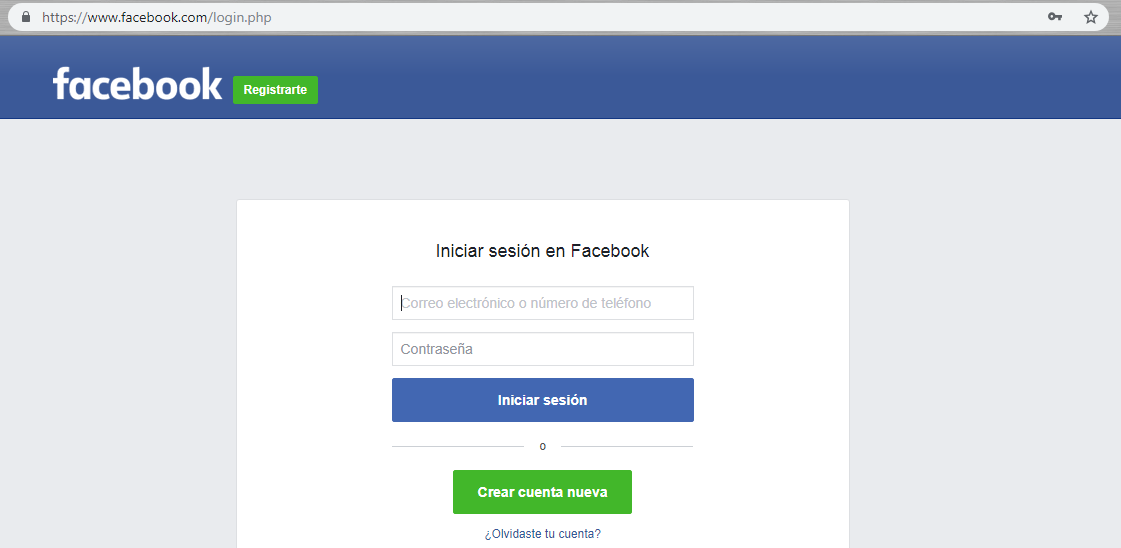 https://www.facebook.com/login.php
facebook
Registrarte
Iniciar sesión en Facebook
Correo electrónico o número de teléfono
Contraseña
Iniciar sesión
o
Crear cuenta nueva
¿Olvidaste tu cuenta?